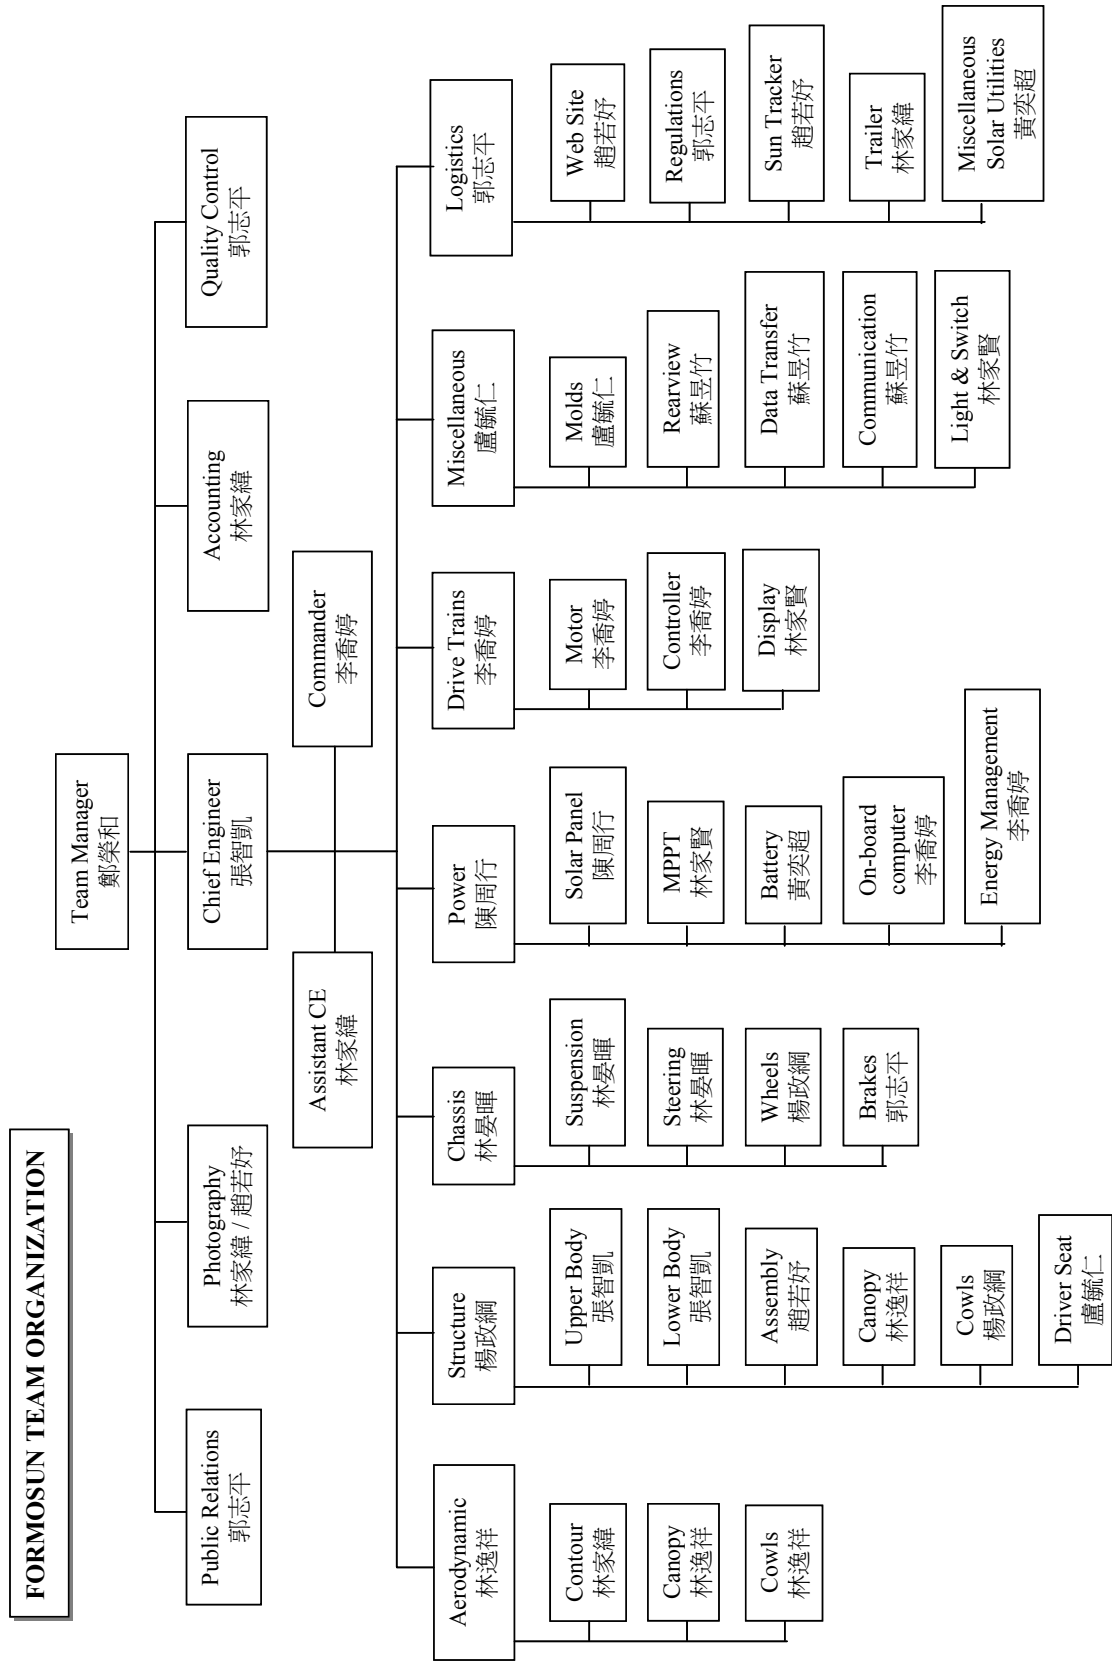 FORMOSUN TEAM ORGANIZATION
Team Manager
鄭榮和
Public Relations
郭志平
Photography
林家緯 / 趙若妤
Chief Engineer
張智凱
Accounting
林家緯
Quality Control
郭志平
Assistant CE
林家緯
Commander
李喬婷
Aerodynamic
林逸祥
Contour
林家緯
Canopy
林逸祥
Cowls
林逸祥
Structure
楊政綱
Upper Body
張智凱
Lower Body
張智凱
Assembly
趙若妤
Canopy
林逸祥
Cowls
楊政綱
Driver Seat
盧毓仁
Chassis
林晏暉
Suspension
林晏暉
Steering
林晏暉
Wheels
楊政綱
Brakes
郭志平
Power
陳周行
Solar Panel
陳周行
MPPT
林家賢
Battery
黃奕超
On-board
computer
李喬婷
Energy Management
李喬婷
Drive Trains
李喬婷
Motor
李喬婷
Controller
李喬婷
Display
林家賢
Miscellaneous
盧毓仁
Molds
盧毓仁
Rearview
蘇昱竹
Data Transfer
蘇昱竹
Communication
蘇昱竹
Light & Switch
林家賢
Logistics
郭志平
Web Site
趙若妤
Regulations
郭志平
Sun Tracker
趙若妤
Trailer
林家緯
Miscellaneous
Solar Utilities
黃奕超